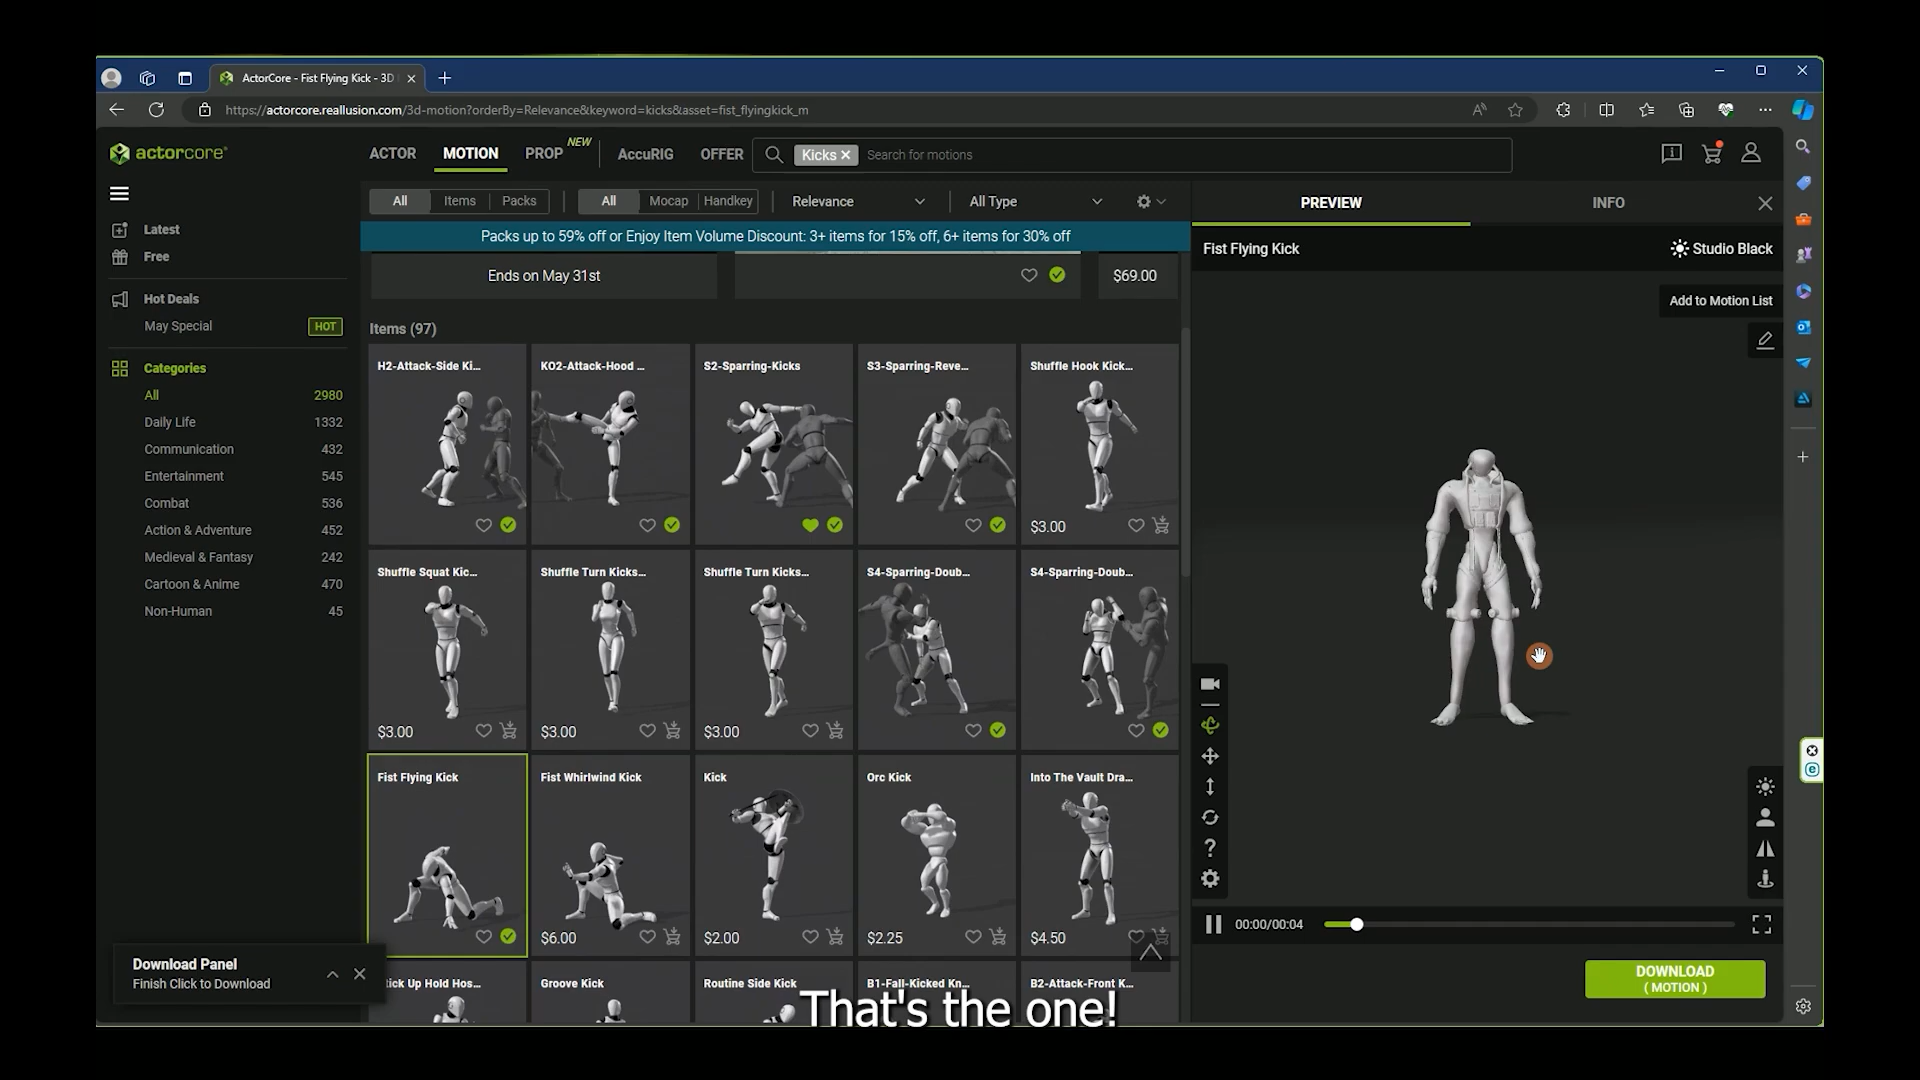 ActorCore - Fist Flying Kick - 3D
https://actorcore.reallusion.com/3d-motion?orderBy=Relevance&keyword=kicks&asset=fist_flyingkick_m
actorcore
ACTOR
MOTION
PROP
NEW
AccuRIG
OFFER
Kicks
Search for motions
Latest
Free
Hot Deals
May Special
HOT
Categories
All 2980
Daily Life 1332
Communication 432
Entertainment 545
Combat 536
Action & Adventure 452
Medieval & Fantasy 242
Cartoon & Anime 470
Non-Human 45
All Items Packs
All Mocap Handkey
Relevance
All Type
Packs up to 59% off or Enjoy Item Volume Discount: 3+ items for 15% off, 6+ items for 30% off
Ends on May 31st
$69.00
Items (97)
H2-Attack-Side Ki...
KO2-Attack-Hood ...
S2-Sparring-Kicks
S3-Sparring-Reve...
Shuffle Hook Kick...
$3.00
Shuffle Squat Kic...
Shuffle Turn Kicks...
Shuffle Turn Kicks...
S4-Sparring-Doub...
S4-Sparring-Doub...
$3.00
$3.00
$3.00
Fist Flying Kick
Fist Whirlwind Kick
Kick
Orc Kick
Into The Vault Dra...
$6.00
$2.00
$2.25
$4.50
ick Up Hold Hos...
Groove Kick
Routine Side Kick
B1-Fall-Kicked Kn...
B2-Attack-Front K...
Download Panel
Finish Click to Download
PREVIEW
INFO
Fist Flying Kick
Studio Black
Add to Motion List
00:00/00:04
DOWNLOAD
( MOTION )
That's the one!